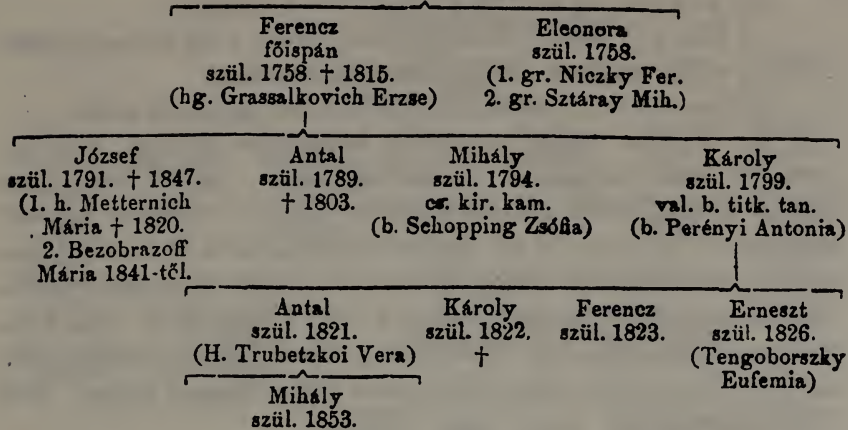 Ferencz
főispán
szül. 1758. † 1815.
(hg. Grassalkovich Erzse)
Eleonora
szül. 1758.
(1. gr. Niczky Fer.
2. gr. Sztáray Mih.)
József
szül. 1791. † 1847.
(1. h. Metternich
Mária † 1820.
2. Bezobrazoff
Mária 1841-től.
Antal
szül. 1789.
† 1803.
Mihály
szül. 1794.
cs. kir. kam.
(b. Schopping Zsófia)
Károly
szül. 1799.
val. b. titk. tan.
(b. Perényi Antonia)
Antal
szül. 1821.
(H. Trubetzkoi Vera)
Károly
szül. 1822.
†
Ferencz
szül. 1823.
Erneszt
szül. 1826.
(Tengoborszky
Eufemia)
Mihály
szül. 1853.